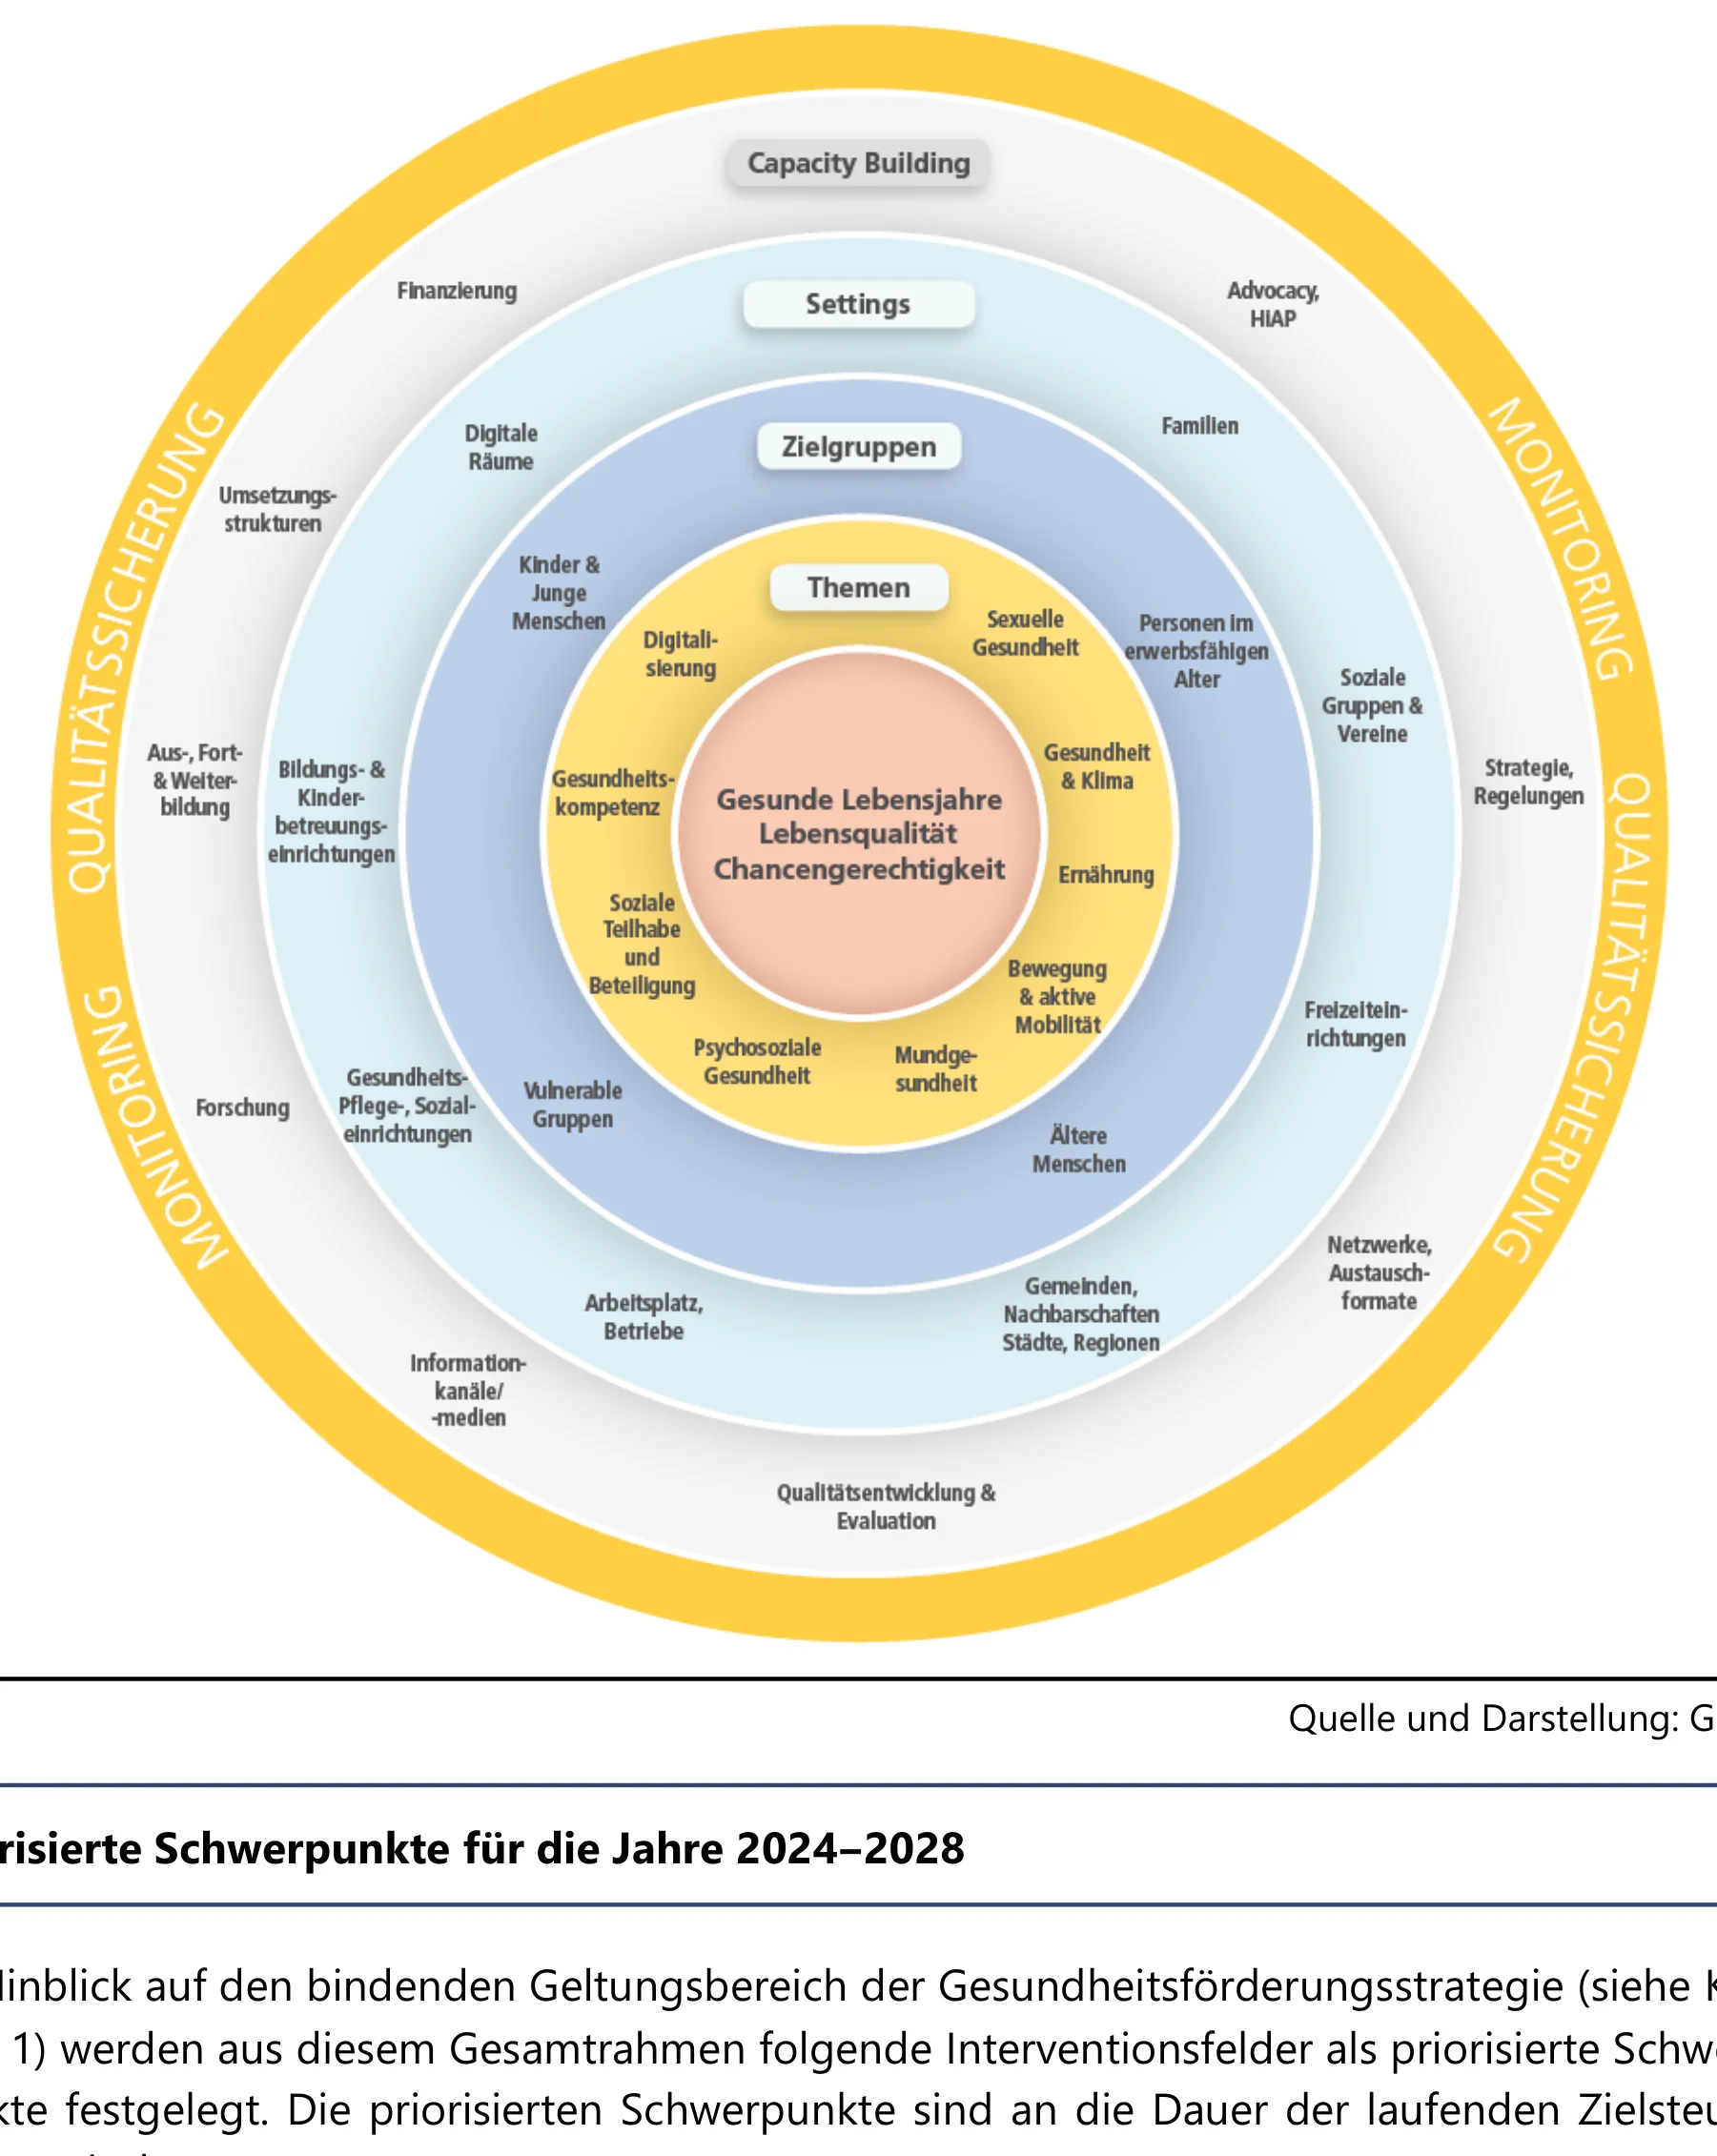 Capacity Building
Finanzierung
Advocacy,
HiAP
Strategie,
Regelungen
Netzwerke,
Austausch-
formate
Qualitätsentwicklung &
Evaluation
Information-
kanäle/
-medien
Forschung
Aus-, Fort-
& Weiter-
bildung
Umsetzungs-
strukturen
Settings
Digitale
Räume
Familien
Soziale
Gruppen &
Vereine
Freizeitein-
richtungen
Gemeinden,
Nachbarschaften
Städte, Regionen
Arbeitsplatz,
Betriebe
Gesundheits-
Pflege-, Sozial-
einrichtungen
Bildungs- &
Kinder-
betreuungs-
einrichtungen
Zielgruppen
Kinder &
Junge
Menschen
Personen im
erwerbsfähigen
Alter
Ältere
Menschen
Vulnerable
Gruppen
Themen
Digitali-
sierung
Sexuelle
Gesundheit
Gesundheit
& Klima
Ernährung
Bewegung
& aktive
Mobilität
Mundge-
sundheit
Psychosoziale
Gesundheit
Soziale
Teilhabe
und
Beteiligung
Gesundheits-
kompetenz
Gesunde Lebensjahre
Lebensqualität
Chancengerechtigkeit
QUALITÄTSSICHERUNG
MONITORING
QUALITÄTSSICHERUNG
MONITORING
Quelle und Darstellung: G
risierte Schwerpunkte für die Jahre 2024–2028
Hinblick auf den bindenden Geltungsbereich der Gesundheitsförderungsstrategie (siehe K
1) werden aus diesem Gesamtrahmen folgende Interventionsfelder als priorisierte Schw
kte festgelegt. Die priorisierten Schwerpunkte sind an die Dauer der laufenden Zielsteu